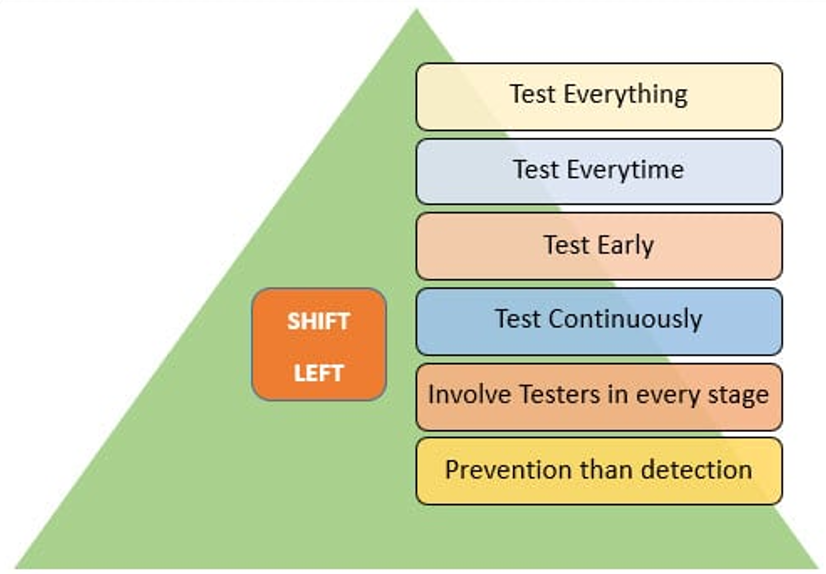 Test Everything
Test Everytime
Test Early
SHIFT
LEFT
Test Continuously
Involve Testers in every stage
Prevention than detection